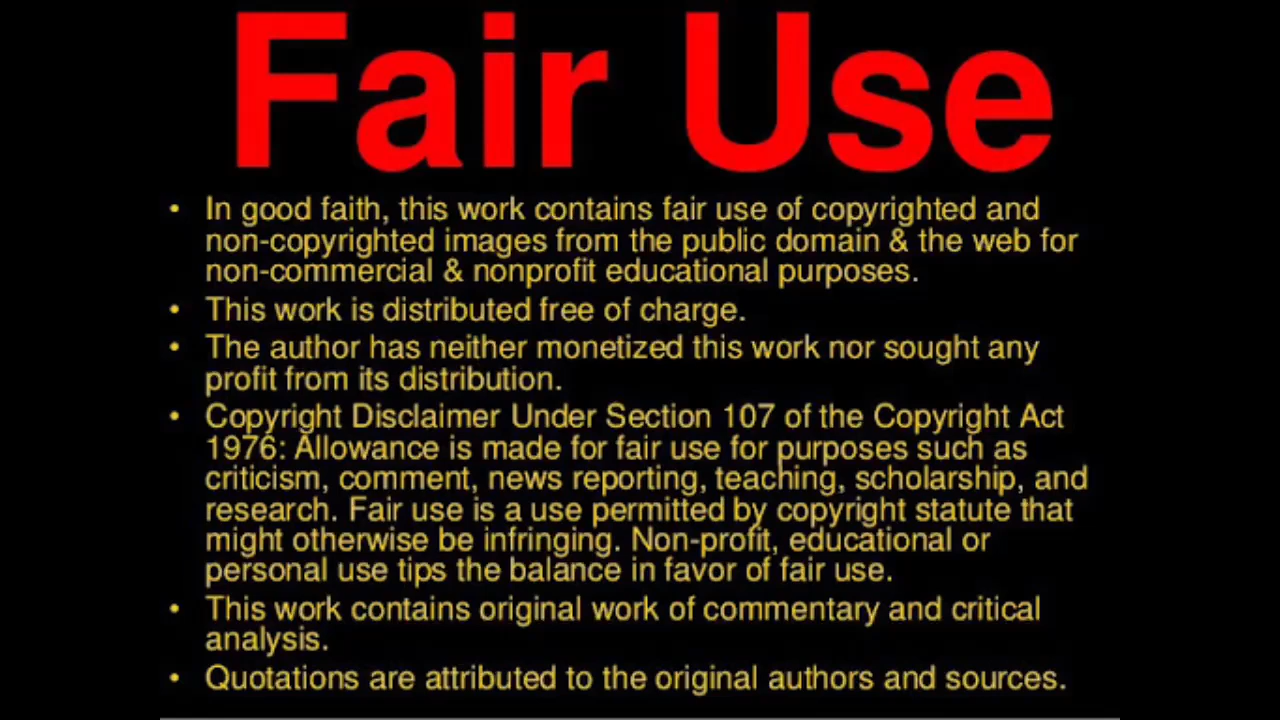 Fair Use
• In good faith, this work contains fair use of copyrighted and
non-copyrighted images from the public domain & the web for
non-commercial & nonprofit educational purposes.
• This work is distributed free of charge.
• The author has neither monetized this work nor sought any
profit from its distribution.
• Copyright Disclaimer Under Section 107 of the Copyright Act
1976: Allowance is made for fair use for purposes such as
criticism, comment, news reporting, teaching, scholarship, and
research. Fair use is a use permitted by copyright statute that
might otherwise be infringing. Non-profit, educational or
personal use tips the balance in favor of fair use.
• This work contains original work of commentary and critical
analysis.
• Quotations are attributed to the original authors and sources.